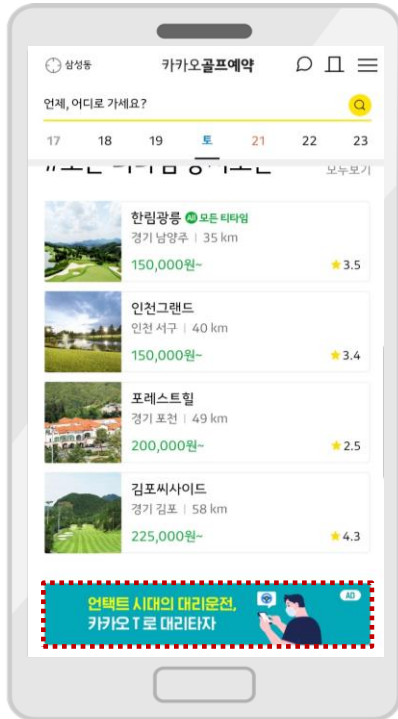 삼성동 카카오골프예약
언제, 어디로 가세요?
17 18 19 토 21 22 23
모두보기
한림광릉 All 모든 티타임
경기 남양주 | 35 km
150,000원~ 3.5
인천그랜드
인천 서구 | 40 km
150,000원~ 3.4
포레스트힐
경기 포천 | 49 km
200,000원~ 2.5
김포씨사이드
경기 김포 | 58 km
225,000원~ 4.3
언택트 시대의 대리운전, AD
카카오 T 로 대리타자